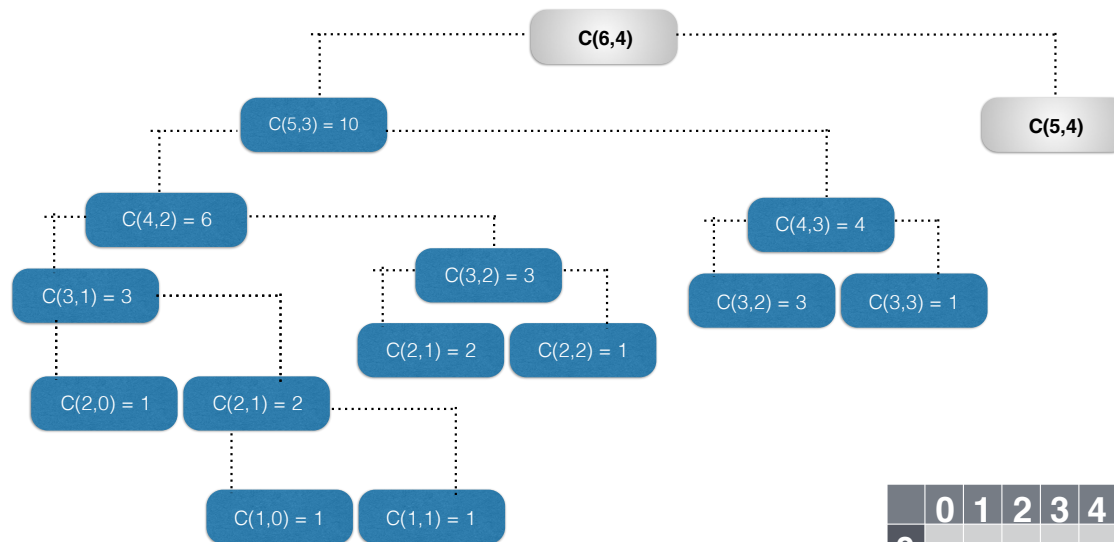 C(6,4)
C(5,3) = 10
C(5,4)
C(4,2) = 6
C(4,3) = 4
C(3,1) = 3
C(3,2) = 3
C(3,2) = 3
C(3,3) = 1
C(2,1) = 2
C(2,2) = 1
C(2,0) = 1
C(2,1) = 2
C(1,0) = 1
C(1,1) = 1
0 1 2 3 4